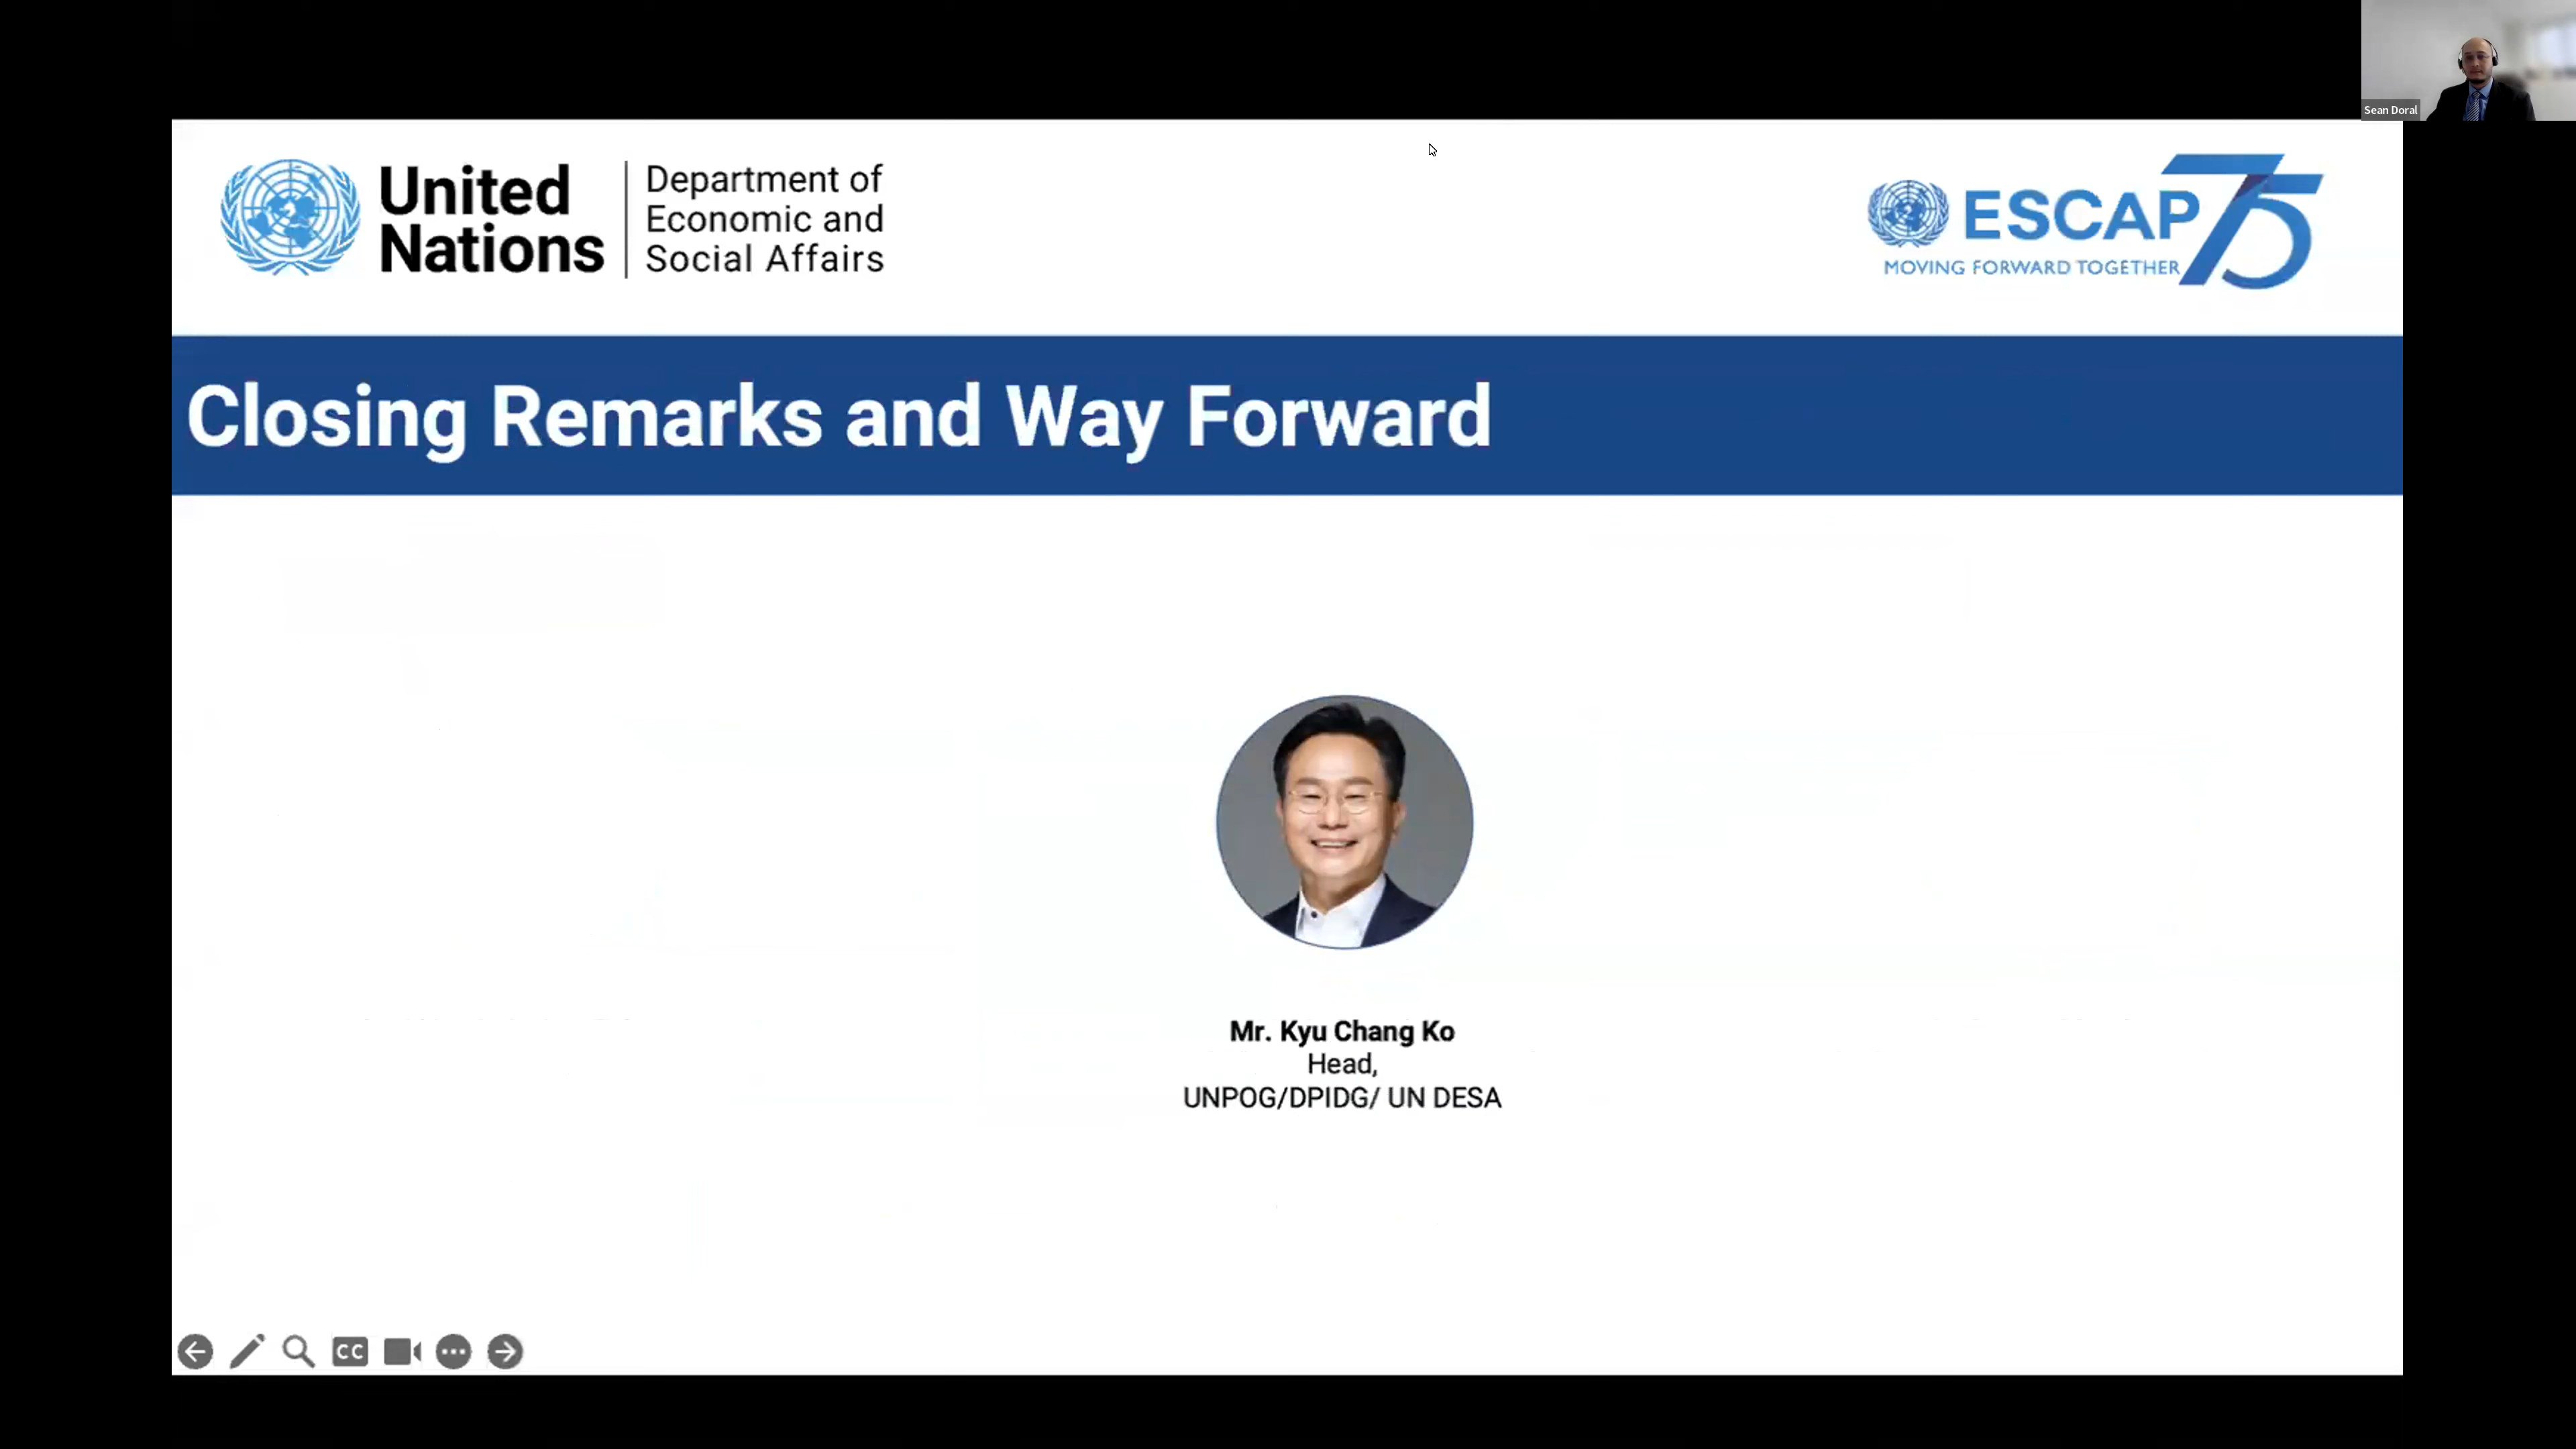 Sean Doral
United
Nations
Department of
Economic and
Social Affairs
ESCAP 75
MOVING FORWARD TOGETHER
Closing Remarks and Way Forward
Mr. Kyu Chang Ko
Head,
UNPOG/DPIDG/ UN DESA
CC